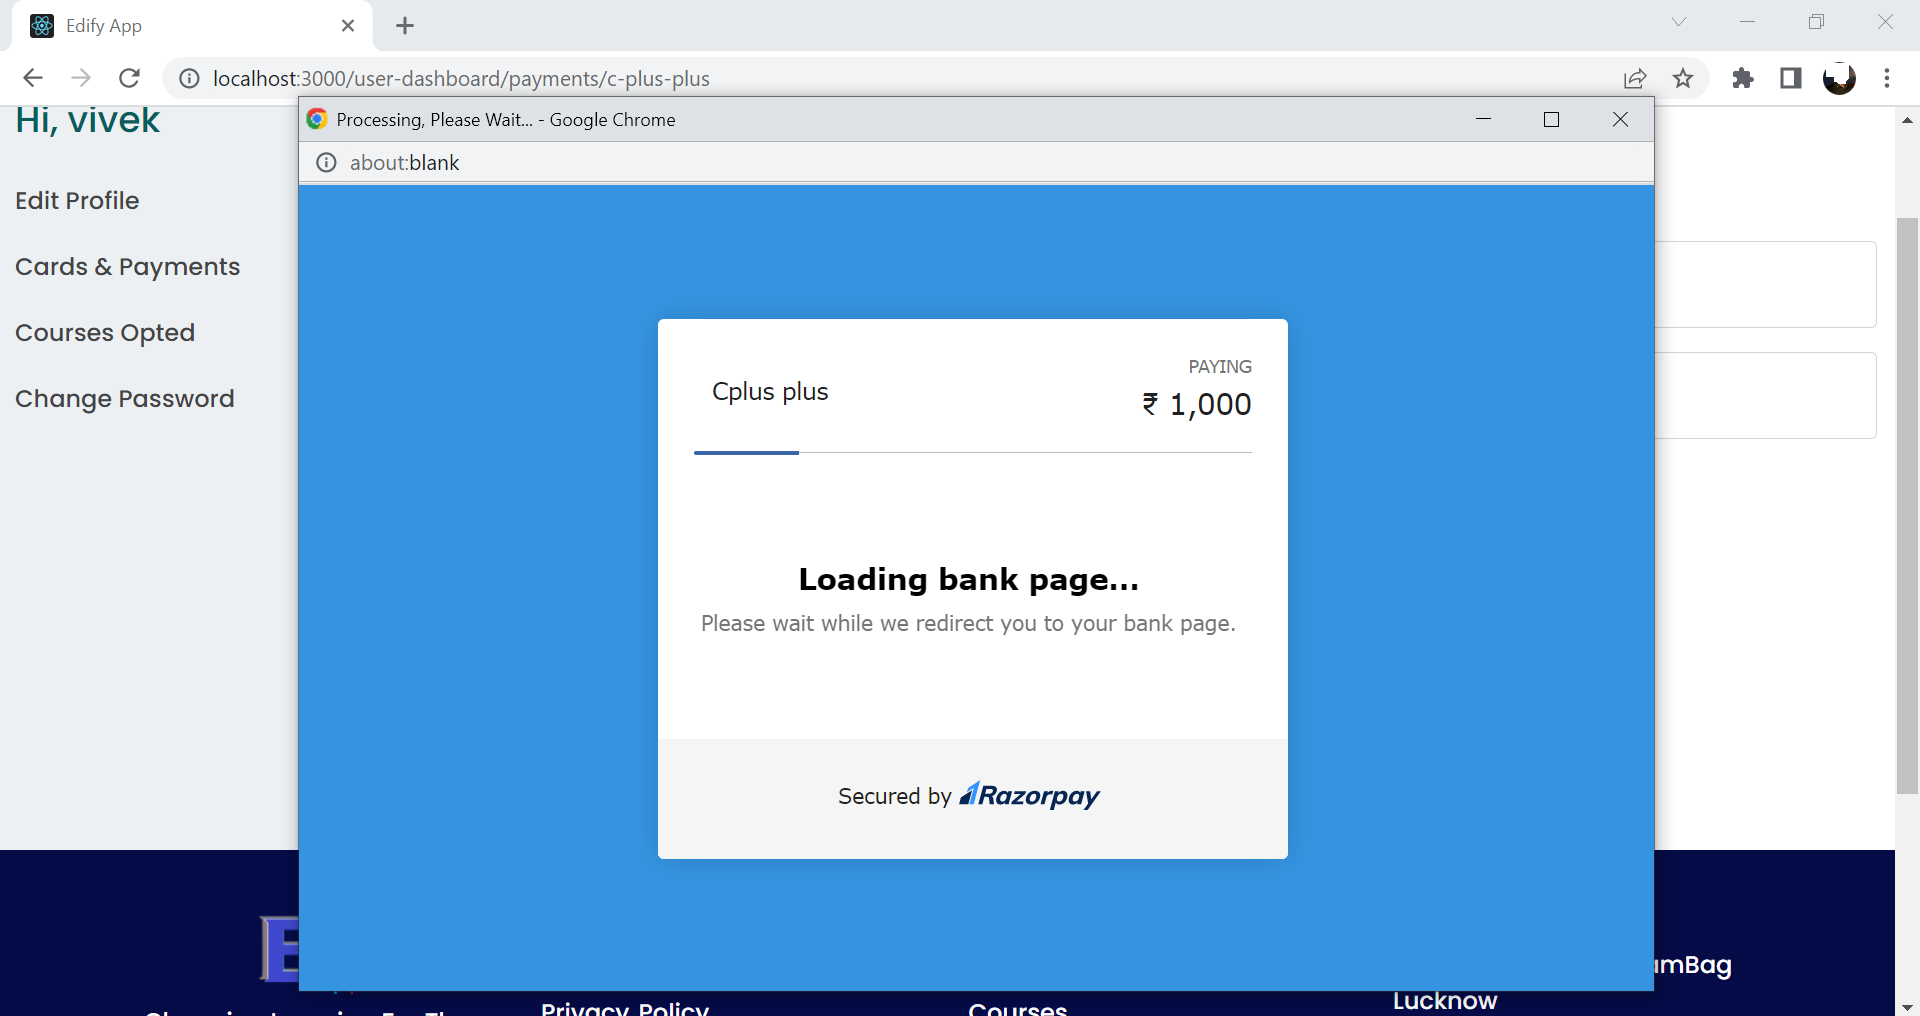 Edify App
localhost:3000/user-dashboard/payments/c-plus-plus
Hi, vivek
Edit Profile
Cards & Payments
Courses Opted
Change Password
Processing, Please Wait... - Google Chrome
about:blank
Cplus plus
PAYING
₹ 1,000
Loading bank page...
Please wait while we redirect you to your bank page.
Secured by Razorpay
Privacy Policy
Courses
amBag
Lucknow